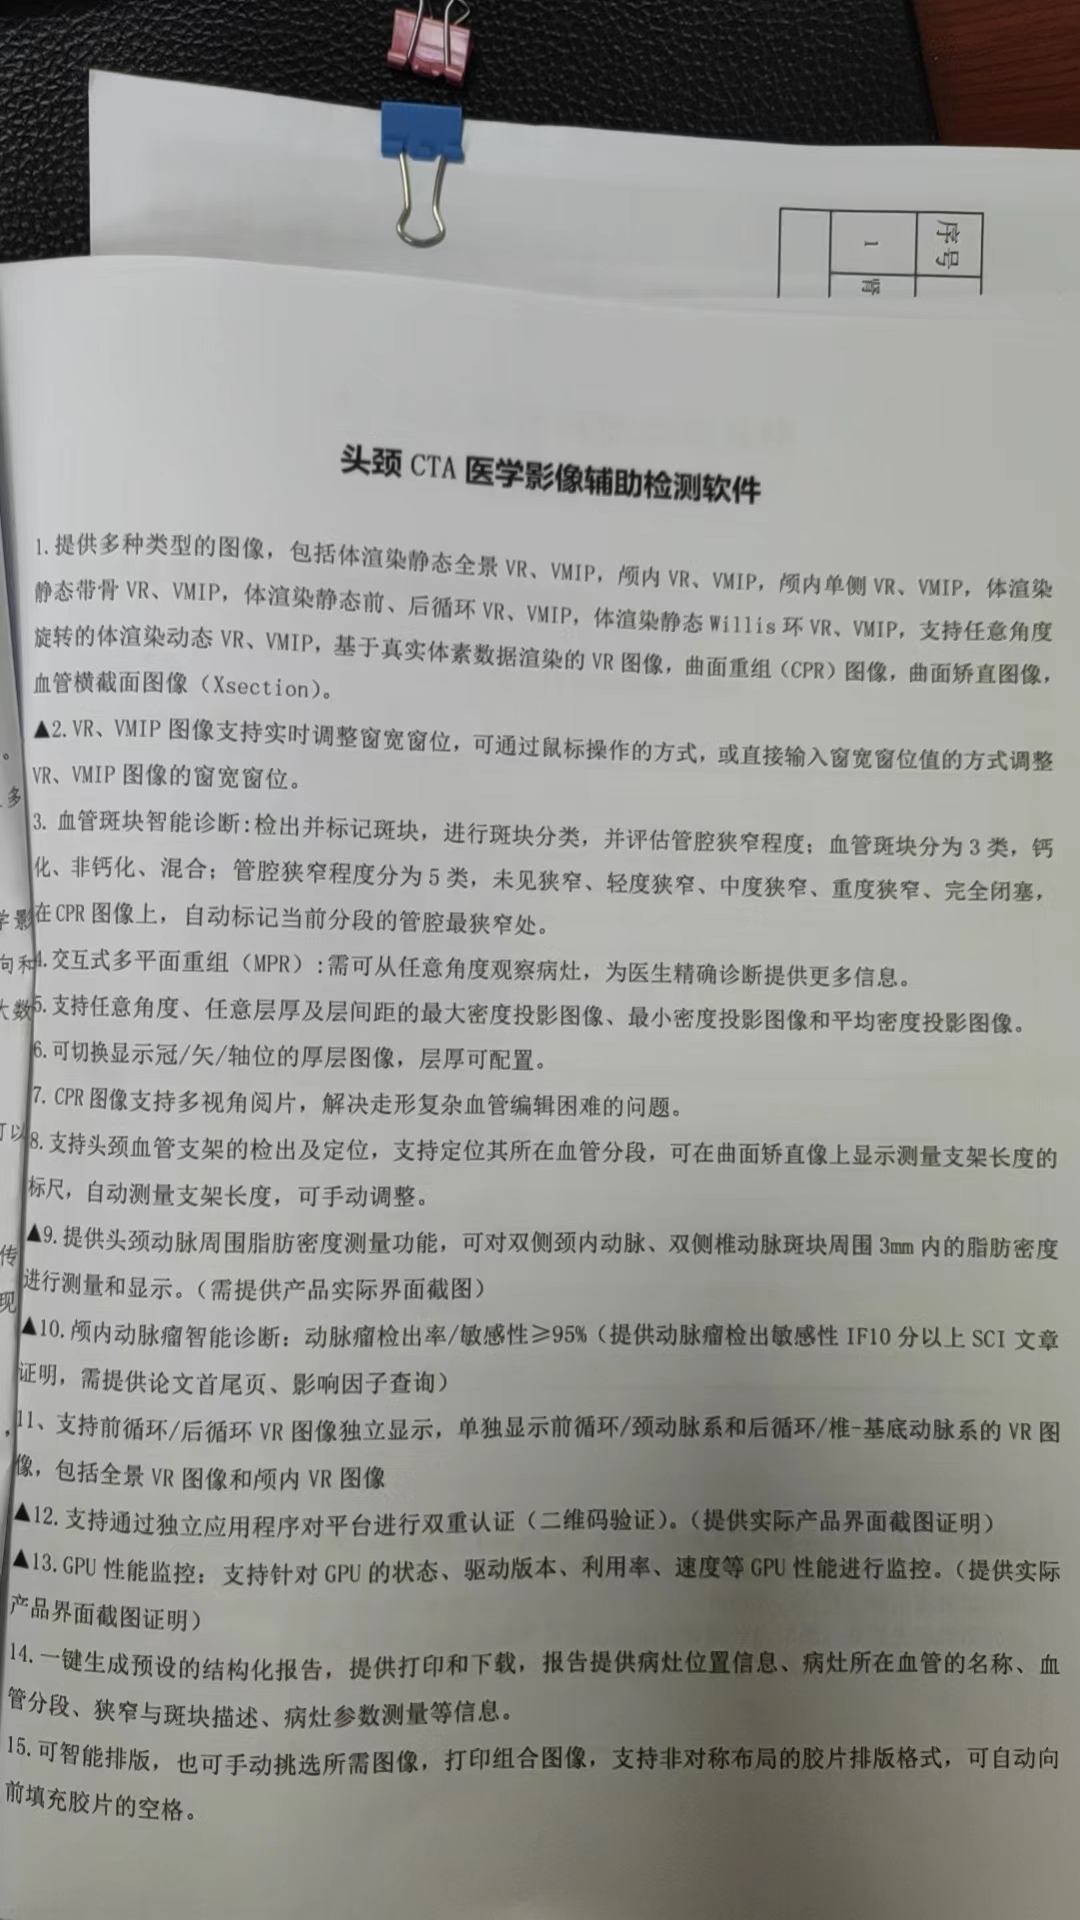 序号
1
肾
头颈 CTA 医学影像辅助检测软件
1.提供多种类型的图像，包括体渲染静态全景 VR、VMIP，颅内 VR、VMIP，颅内单侧 VR、VMIP，体渲染
静态带骨 VR、VMIP，体渲染静态前、后循环 VR、VMIP，体渲染静态 Willis 环 VR、VMIP，支持任意角度
旋转的体渲染动态 VR、VMIP，基于真实体素数据渲染的 VR 图像，曲面重组（CPR）图像，曲面矫直图像，
血管横截面图像（Xsection）。
▲2.VR、VMIP 图像支持实时调整窗宽窗位，可通过鼠标操作的方式，或直接输入窗宽窗位值的方式调整
VR、VMIP 图像的窗宽窗位。
3. 血管斑块智能诊断:检出并标记斑块，进行斑块分类，并评估管腔狭窄程度；血管斑块分为 3 类，钙
化、非钙化、混合；管腔狭窄程度分为 5 类，未见狭窄、轻度狭窄、中度狭窄、重度狭窄、完全闭塞，
在 CPR 图像上，自动标记当前分段的管腔最狭窄处。
4.交互式多平面重组（MPR）:需可从任意角度观察病灶，为医生精确诊断提供更多信息。
5.支持任意角度、任意层厚及层间距的最大密度投影图像、最小密度投影图像和平均密度投影图像。
6.可切换显示冠/矢/轴位的厚层图像，层厚可配置。
7. CPR 图像支持多视角阅片，解决走形复杂血管编辑困难的问题。
8.支持头颈血管支架的检出及定位，支持定位其所在血管分段，可在曲面矫直像上显示测量支架长度的
标尺，自动测量支架长度，可手动调整。
▲9.提供头颈动脉周围脂肪密度测量功能，可对双侧颈内动脉、双侧椎动脉斑块周围 3mm 内的脂肪密度
进行测量和显示。（需提供产品实际界面截图）
▲10.颅内动脉瘤智能诊断：动脉瘤检出率/敏感性≥95%（提供动脉瘤检出敏感性 IF10 分以上 SCI 文章
证明，需提供论文首尾页、影响因子查询）
11、支持前循环/后循环 VR 图像独立显示，单独显示前循环/颈动脉系和后循环/椎-基底动脉系的 VR 图
像，包括全景 VR 图像和颅内 VR 图像
▲12.支持通过独立应用程序对平台进行双重认证（二维码验证）。（提供实际产品界面截图证明）
▲13.GPU 性能监控：支持针对 GPU 的状态、驱动版本、利用率、速度等 GPU 性能进行监控。（提供实际
产品界面截图证明）
14.一键生成预设的结构化报告，提供打印和下载，报告提供病灶位置信息、病灶所在血管的名称、血
管分段、狭窄与斑块描述、病灶参数测量等信息。
15.可智能排版，也可手动挑选所需图像，打印组合图像，支持非对称布局的胶片排版格式，可自动向
前填充胶片的空格。
。
多
学影
向和
大数
可以
传
现
，